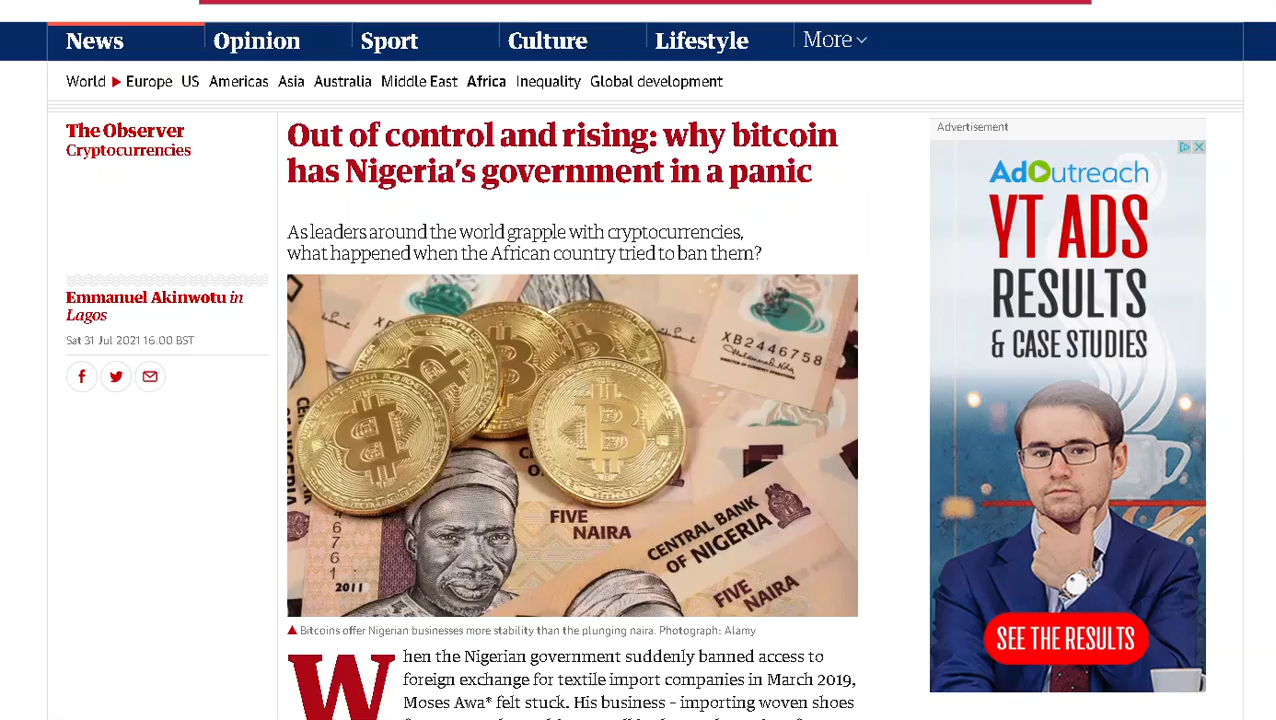 News
Opinion
Sport
Culture
Lifestyle
More
World Europe US Americas Asia Australia Middle East Africa Inequality Global development
The Observer
Cryptocurrencies
Out of control and rising: why bitcoin
has Nigeria's government in a panic
As leaders around the world grapple with cryptocurrencies,
what happened when the African country tried to ban them?
Emmanuel Akinwotu in
Lagos
Sat 31 Jul 2021 16.00 BST
XB2446758
FIVE
NAIRA
CENTRAL BANK
OF NIGERIA
FIVE
NAIRA
46761
2011
Bitcoins offer Nigerian businesses more stability than the plunging naira. Photograph: Alamy
When the Nigerian government suddenly banned access to
foreign exchange for textile import companies in March 2019,
Moses Awa* felt stuck. His business – importing woven shoes
Advertisement
AdOutreach
YT ADS
RESULTS
& CASE STUDIES
SEE THE RESULTS